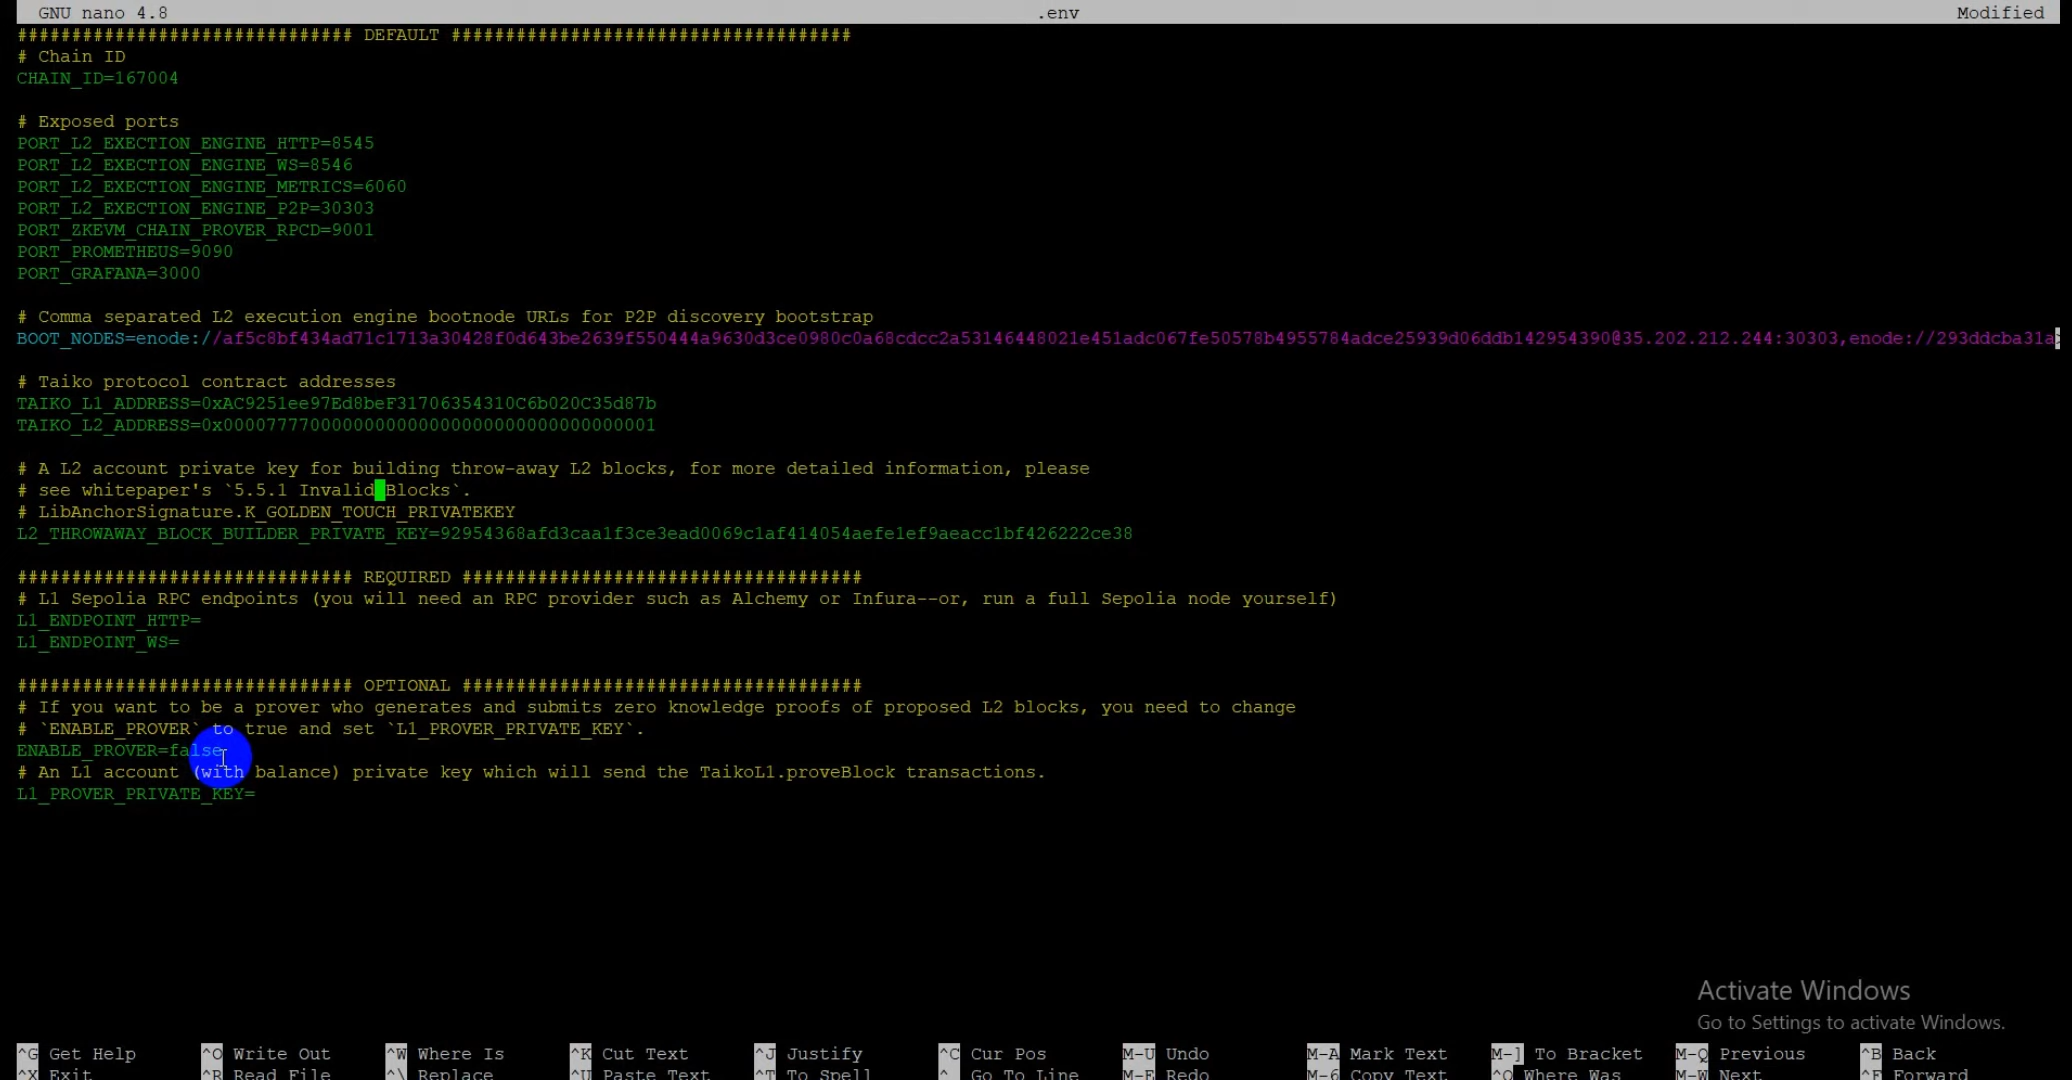 GNU nano 4.8 .env Modified
############################### DEFAULT #####################################
# Chain ID
CHAIN_ID=167004
# Exposed ports
PORT_L2_EXECTION_ENGINE_HTTP=8545
PORT_L2_EXECTION_ENGINE_WS=8546
PORT_L2_EXECTION_ENGINE_METRICS=6060
PORT_L2_EXECTION_ENGINE_P2P=30303
PORT_ZKEVM_CHAIN_PROVER_RPCD=9001
PORT_PROMETHEUS=9090
PORT_GRAFANA=3000
# Comma separated L2 execution engine bootnode URLs for P2P discovery bootstrap
BOOT_NODES=enode://af5c8bf434ad71c1713a30428f0d643be2639f550444a9630d3ce0980c0a68cdcc2a53146448021e451adc067fe50578b4955784adce25939d06ddb142954390@35.202.212.244:30303,enode://293ddcba31a>
# Taiko protocol contract addresses
TAIKO_L1_ADDRESS=0xAC9251ee97Ed8beF31706354310C6b020C35d87b
TAIKO_L2_ADDRESS=0x0000777700000000000000000000000000000001
# A L2 account private key for building throw-away L2 blocks, for more detailed information, please
# see whitepaper's `5.5.1 Invalid Blocks`.
# LibAnchorSignature.K_GOLDEN_TOUCH_PRIVATEKEY
L2_THROWAWAY_BLOCK_BUILDER_PRIVATE_KEY=92954368afd3caa1f3ce3ead0069c1af414054aefe1ef9aeacc1bf426222ce38
############################### REQUIRED #####################################
# L1 Sepolia RPC endpoints (you will need an RPC provider such as Alchemy or Infura--or, run a full Sepolia node yourself)
L1_ENDPOINT_HTTP=
L1_ENDPOINT_WS=
############################### OPTIONAL #####################################
# If you want to be a prover who generates and submits zero knowledge proofs of proposed L2 blocks, you need to change
# `ENABLE_PROVER` to true and set `L1_PROVER_PRIVATE_KEY`.
ENABLE_PROVER=false
# An L1 account (with balance) private key which will send the TaikoL1.proveBlock transactions.
L1_PROVER_PRIVATE_KEY=
Activate Windows
Go to Settings to activate Windows.
^G Get Help ^O Write Out ^W Where Is ^K Cut Text ^J Justify ^C Cur Pos M-U Undo M-A Mark Text M-] To Bracket M-Q Previous ^B Back
^X Exit ^R Read File ^\ Replace ^U Paste Text ^T To Spell ^_ Go To Line M-E Redo M-6 Copy Text ^Q Where Was M-W Next ^F Forward